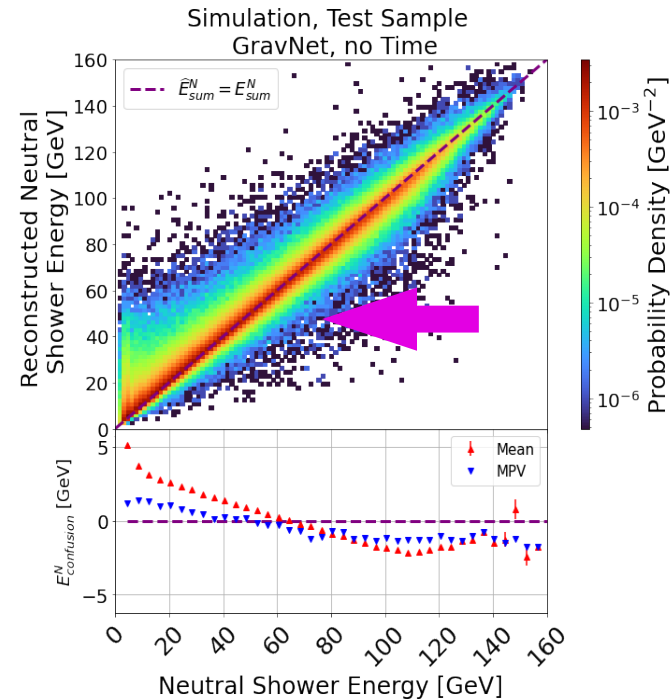 Simulation, Test Sample
GravNet, no Time
Reconstructed Neutral
Shower Energy [GeV]
160
140
120
100
80
60
40
20
0
Ê^N_sum = E^N_sum
10^-3
10^-4
10^-5
10^-6
Probability Density [GeV^-2]
E^N_confusion [GeV]
5
0
−5
Mean
MPV
0
20
40
60
80
100
120
140
160
Neutral Shower Energy [GeV]